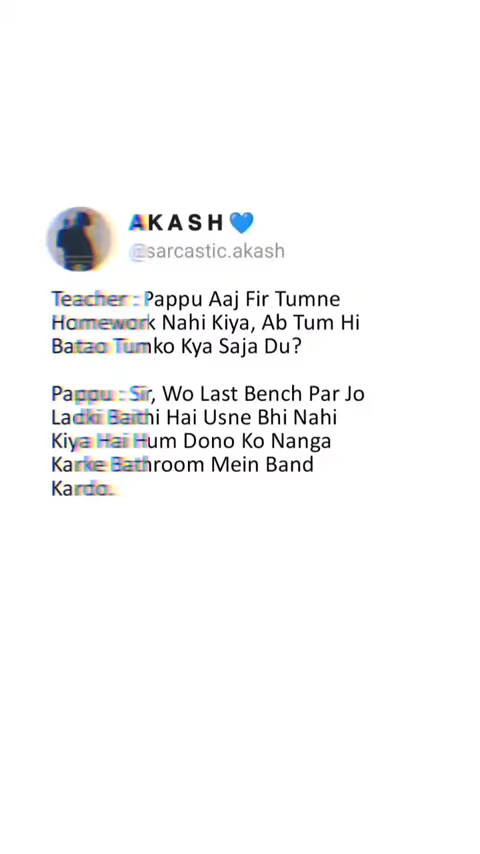 AKASH💙
@sarcastic.akash
Teacher : Pappu Aaj Fir Tumne
Homework Nahi Kiya, Ab Tum Hi
Batao Tumko Kya Saja Du?
Pappu : Sir, Wo Last Bench Par Jo
Ladki Baithi Hai Usne Bhi Nahi
Kiya Hai Hum Dono Ko Nanga
Karke Bathroom Mein Band
Kardo.